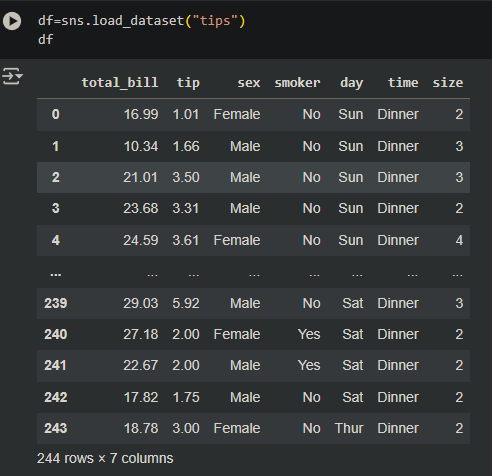 df=sns.load_dataset("tips")
df
total_bill tip sex smoker day time size
0 16.99 1.01 Female No Sun Dinner 2
1 10.34 1.66 Male No Sun Dinner 3
2 21.01 3.50 Male No Sun Dinner 3
3 23.68 3.31 Male No Sun Dinner 2
4 24.59 3.61 Female No Sun Dinner 4
... ... ... ... ... ... ... ...
239 29.03 5.92 Male No Sat Dinner 3
240 27.18 2.00 Female Yes Sat Dinner 2
241 22.67 2.00 Male Yes Sat Dinner 2
242 17.82 1.75 Male No Sat Dinner 2
243 18.78 3.00 Female No Thur Dinner 2
244 rows × 7 columns